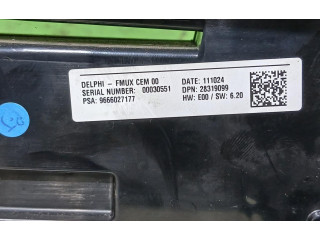 DELPHI - FMUX CEM 00 DATE: 111024
SERIAL NUMBER: 00030551 DPN: 28319099
PSA: 9666027177 HW: E00 / SW: 6.20